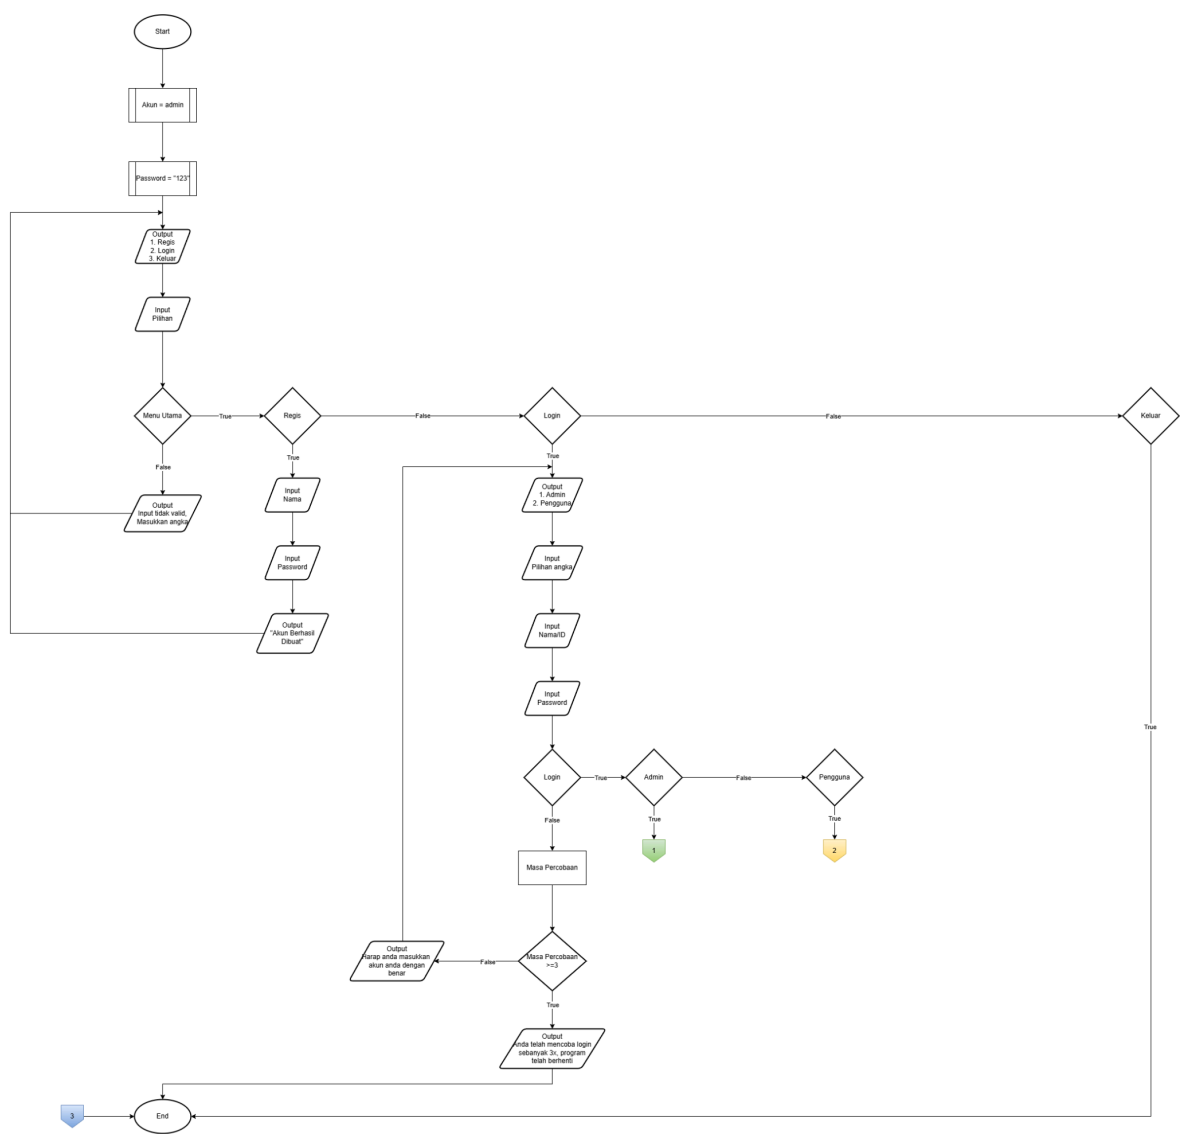 Start
Akun = admin
Password = "123"
Output
1. Regis
2. Login
3. Keluar
Input
Pilihan
Menu Utama
True
Regis
False
Login
False
Keluar
False
True
True
Output
Input tidak valid,
Masukkan angka
Input
Nama
Output
1. Admin
2. Pengguna
Input
Password
Input
Pilihan angka
Output
"Akun Berhasil
Dibuat"
Input
Nama/ID
Input
Password
True
Login
True
Admin
False
Pengguna
False
True
True
1
2
Masa Percobaan
Output
Harap anda masukkan
akun anda dengan
benar
False
Masa Percobaan
>=3
True
Output
Anda telah mencoba login
sebanyak 3x, program
telah berhenti
3
End